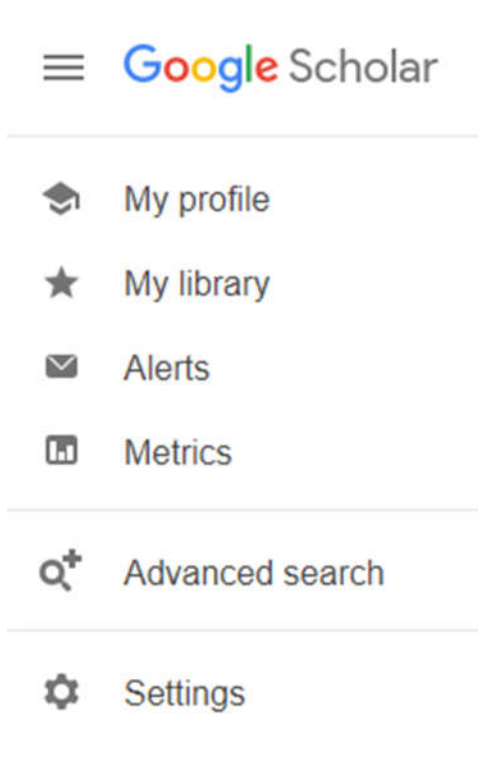 Google Scholar
My profile
My library
Alerts
Metrics
Advanced search
Settings